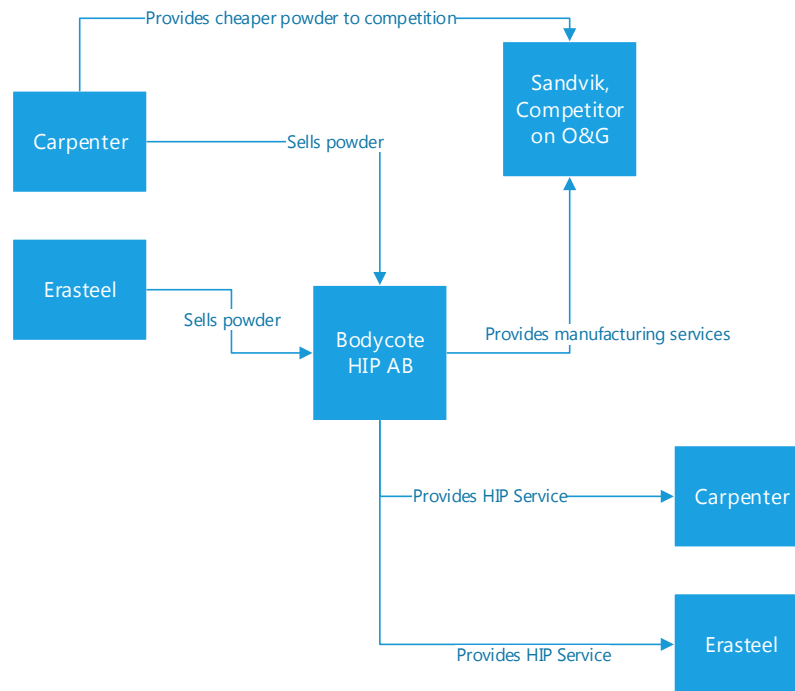 Provides cheaper powder to competition
Sandvik,
Competitor
on O&G
Carpenter
Sells powder
Erasteel
Sells powder
Bodycote
HIP AB
Provides manufacturing services
Provides HIP Service
Carpenter
Erasteel
Provides HIP Service